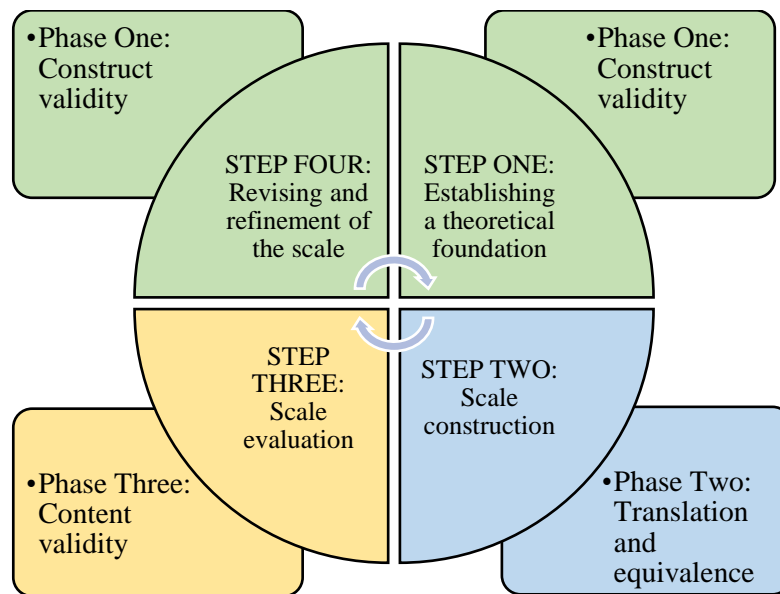 •Phase One:
Construct
validity
•Phase One:
Construct
validity
STEP FOUR:
Revising and
refinement of
the scale
STEP ONE:
Establishing
a theoretical
foundation
STEP
THREE:
Scale
evaluation
STEP TWO:
Scale
construction
•Phase Three:
Content
validity
•Phase Two:
Translation
and
equivalence